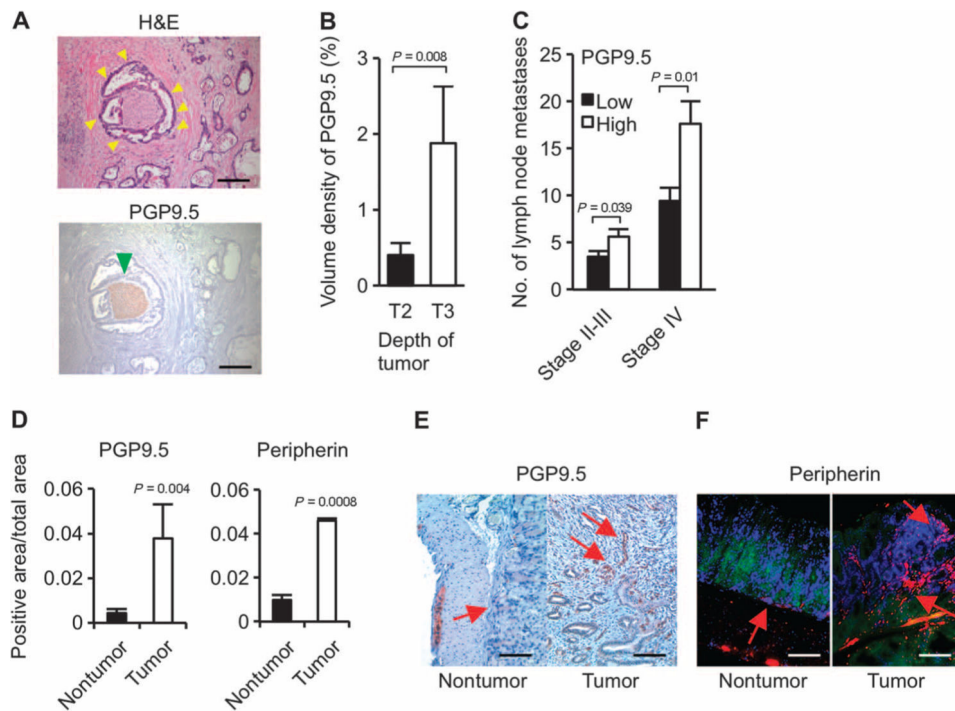 A
H&E
PGP9.5
B
Volume density of PGP9.5 (%)
3
2
1
0
P = 0.008
T2
T3
Depth of
tumor
C
No. of lymph node metastases
25
20
15
10
5
0
PGP9.5
Low
High
P = 0.039
P = 0.01
Stage II-III
Stage IV
D
Positive area/total area
PGP9.5
0.06
0.04
0.02
0
P = 0.004
Nontumor
Tumor
Peripherin
0.06
0.04
0.02
0
P = 0.0008
Nontumor
Tumor
E
PGP9.5
Nontumor
Tumor
F
Peripherin
Nontumor
Tumor